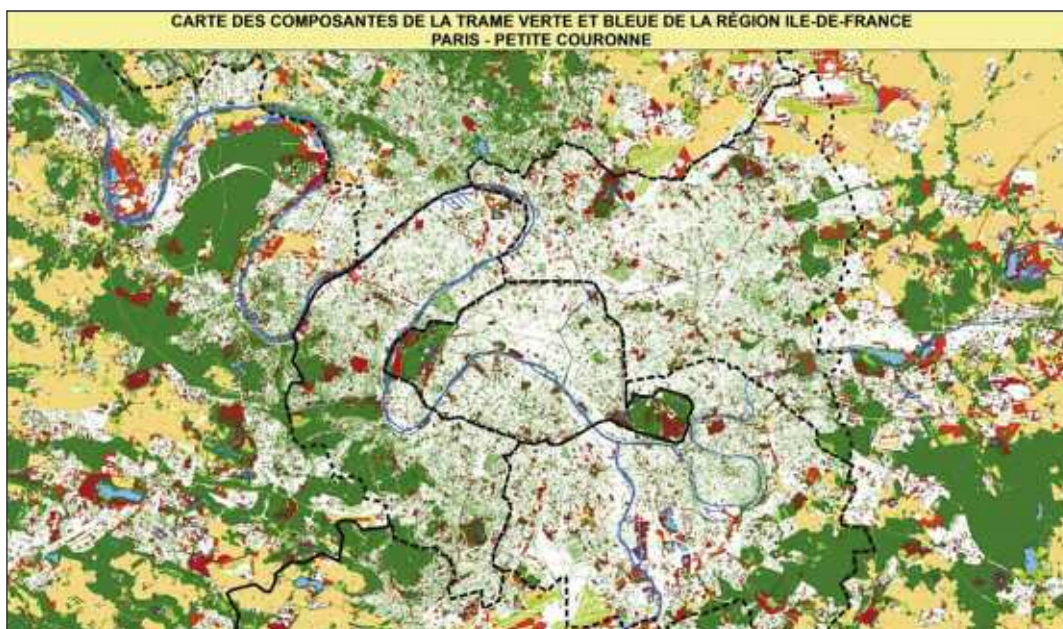 CARTE DES COMPOSANTES DE LA TRAME VERTE ET BLEUE DE LA RÉGION ILE-DE-FRANCE
PARIS - PETITE COURONNE